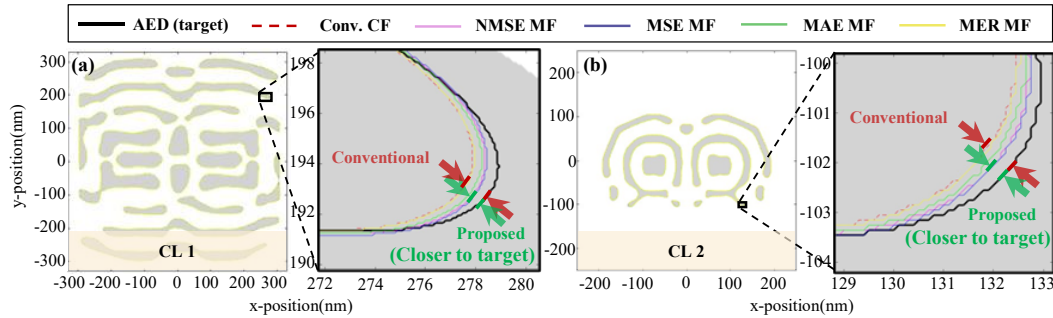 AED (target) Conv. CF NMSE MF MSE MF MAE MF MER MF
(a)
300
200
100
0
-100
-200
-300
-300 -200 -100 0 100 200 300
CL 1
y-position(nm)
x-position(nm)
198
196
194
192
190
272 274 276 278 280
Conventional
Proposed
(Closer to target)
(b)
200
100
0
-100
-200
-200 -100 0 100 200
CL 2
-100
-101
-102
-103
-104
129 130 131 132 133
Conventional
Proposed
(Closer to target)
x-position(nm)